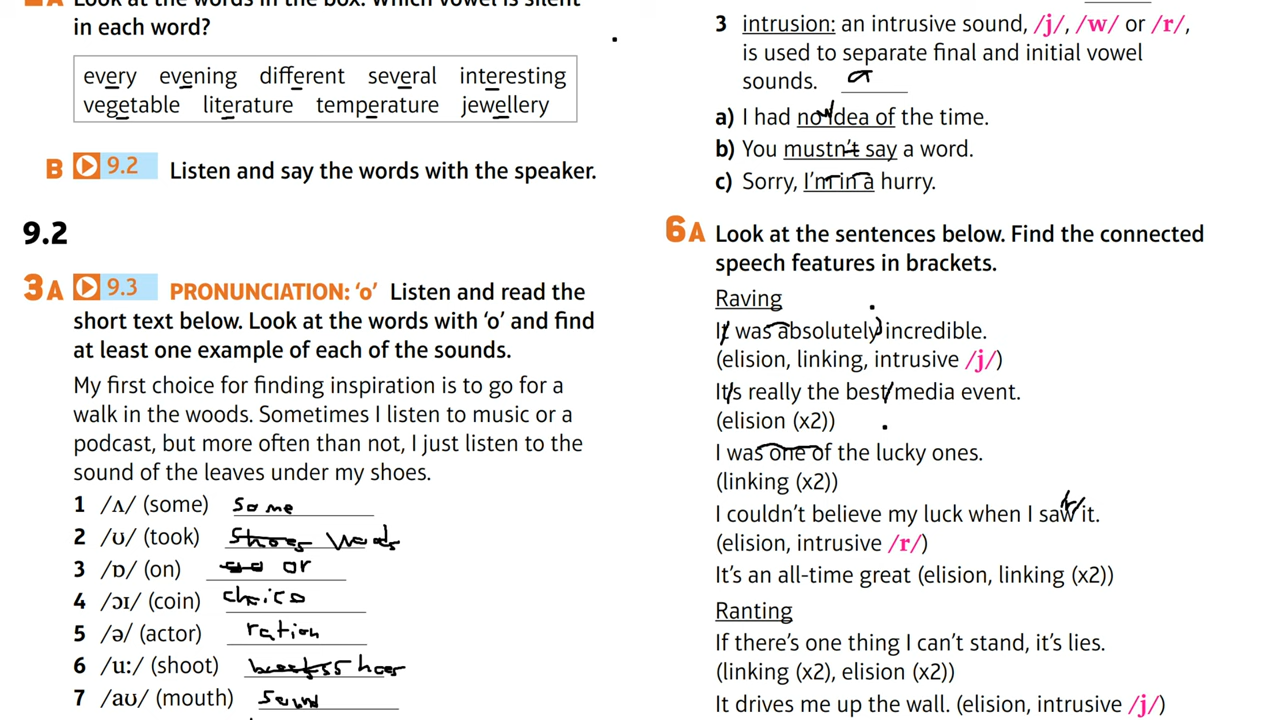 2A Look at the words in the box. Which vowel is silent
in each word?
every evening different several interesting
vegetable literature temperature jewellery
B 9.2 Listen and say the words with the speaker.
9.2
3A 9.3 PRONUNCIATION: ‘o’ Listen and read the
short text below. Look at the words with ‘o’ and find
at least one example of each of the sounds.
My first choice for finding inspiration is to go for a
walk in the woods. Sometimes I listen to music or a
podcast, but more often than not, I just listen to the
sound of the leaves under my shoes.
1 /ʌ/ (some) some
2 /ʊ/ (took) shoes woods
3 /ɒ/ (on) or
4 /ɔɪ/ (coin) choice
5 /ə/ (actor) ration
6 /u:/ (shoot) shoes
7 /aʊ/ (mouth) sound
3 intrusion: an intrusive sound, /j/, /w/ or /r/,
is used to separate final and initial vowel
sounds. a
a) I had no idea of the time.
b) You mustn’t say a word.
c) Sorry, I’m in a hurry.
6A Look at the sentences below. Find the connected
speech features in brackets.
Raving
It was absolutely incredible.
(elision, linking, intrusive /j/)
It’s really the best media event.
(elision (x2))
I was one of the lucky ones.
(linking (x2))
/r/
I couldn’t believe my luck when I saw it.
(elision, intrusive /r/)
It’s an all-time great (elision, linking (x2))
Ranting
If there’s one thing I can’t stand, it’s lies.
(linking (x2), elision (x2))
It drives me up the wall. (elision, intrusive /j/)